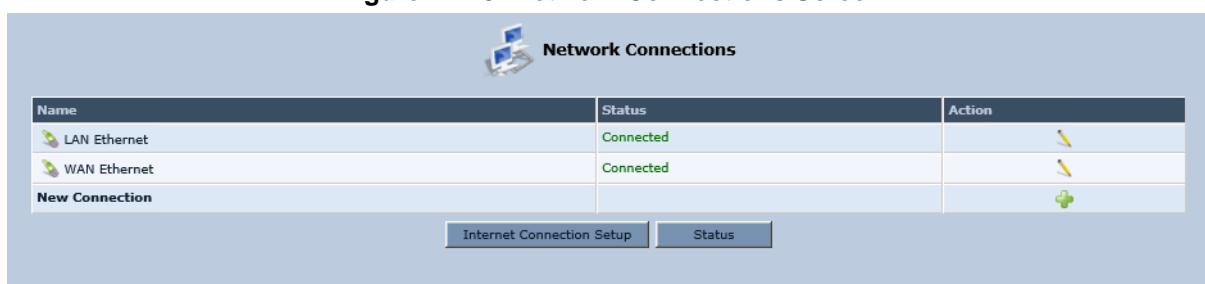 Network Connections
Name Status Action
LAN Ethernet Connected
WAN Ethernet Connected
New Connection
Internet Connection Setup Status